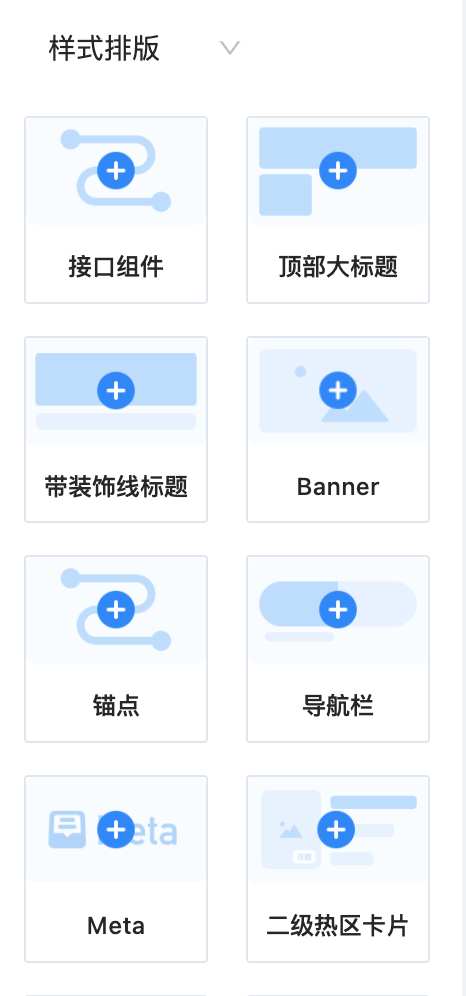 样式排版
接口组件
顶部大标题
带装饰线标题
Banner
锚点
导航栏
Meta
Meta
二级热区卡片